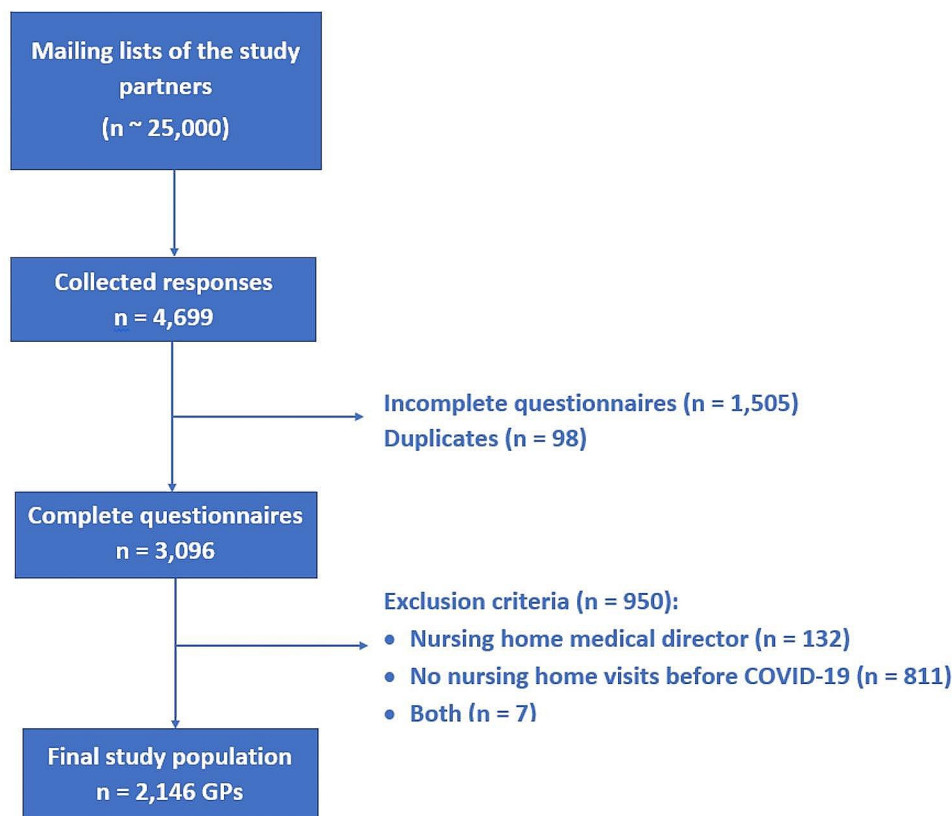 Mailing lists of the study
partners
(n ~ 25,000)
Collected responses
n = 4,699
Incomplete questionnaires (n = 1,505)
Duplicates (n = 98)
Complete questionnaires
n = 3,096
Exclusion criteria (n = 950):
• Nursing home medical director (n = 132)
• No nursing home visits before COVID-19 (n = 811)
• Both (n = 7)
Final study population
n = 2,146 GPs